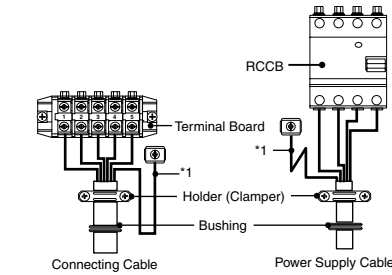 RCCB
1 2 3 4 5
Terminal Board
*1
*1
Holder (Clamper)
Bushing
Connecting Cable
Power Supply Cable